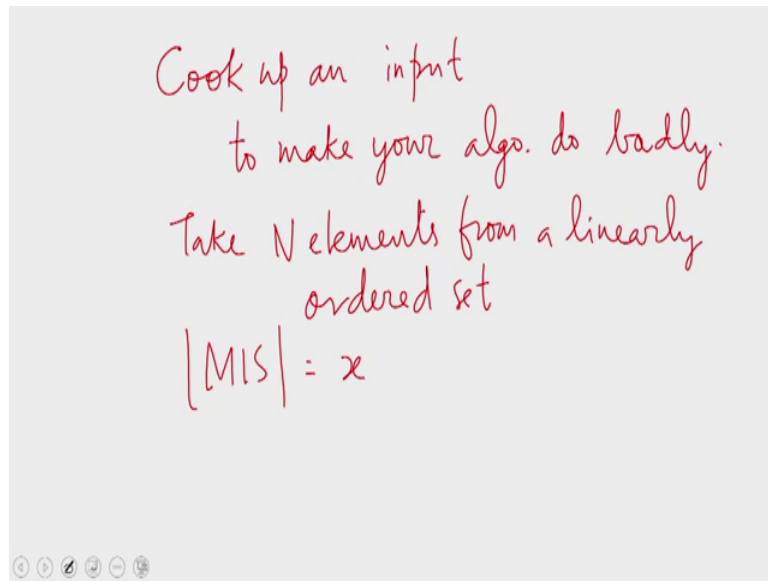 Cook up an input
to make your algo. do badly.
Take N elements from a linearly
ordered set
|MIS| = x